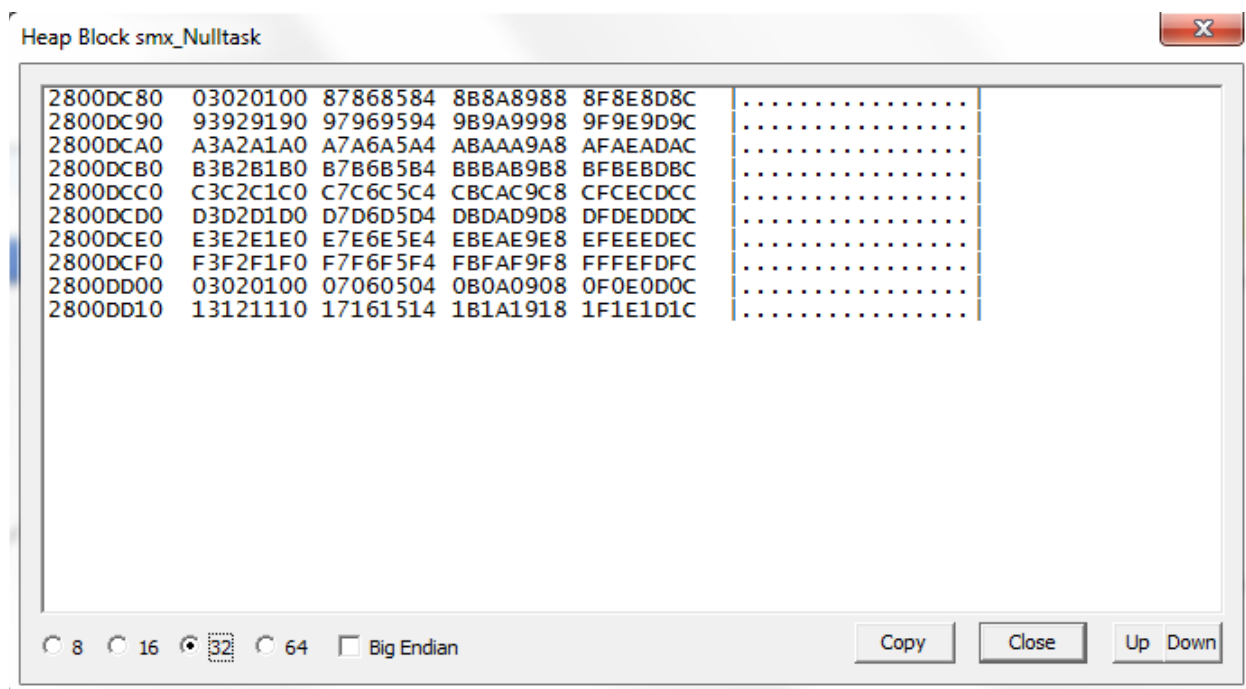 Heap Block smx_Nulltask
2800DC80 03020100 87868584 8B8A8988 8F8E8D8C |................|
2800DC90 93929190 97969594 9B9A9998 9F9E9D9C |................|
2800DCA0 A3A2A1A0 A7A6A5A4 ABAAA9A8 AFAEADAC |................|
2800DCB0 B3B2B1B0 B7B6B5B4 BBBAB9B8 BFBEBDBC |................|
2800DCC0 C3C2C1C0 C7C6C5C4 CBCAC9C8 CFCECDCC |................|
2800DCD0 D3D2D1D0 D7D6D5D4 DBDAD9D8 DFDEDDDC |................|
2800DCE0 E3E2E1E0 E7E6E5E4 EBEAE9E8 EFEEEDEC |................|
2800DCF0 F3F2F1F0 F7F6F5F4 FBFAF9F8 FFFEFDFC |................|
2800DD00 03020100 07060504 0B0A0908 0F0E0D0C |................|
2800DD10 13121110 17161514 1B1A1918 1F1E1D1C |................|
8 16 32 64 Big Endian Copy Close Up Down